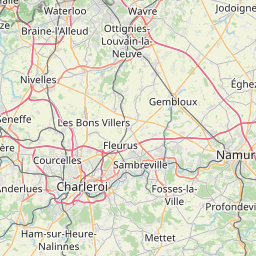 Waterloo
Wavre
Jodoigne
Braine-l'Alleud
Ottignies-
Louvain-la-
Neuve
Nivelles
Éghez
Gembloux
Seneffe
Les Bons Villers
ère
Fleurus
Namur
Courcelles
Sambreville
Anderlues
Charleroi
Fosses-la-
Ville
Profondevi
Ham-sur-Heure-
Nalinnes
Mettet